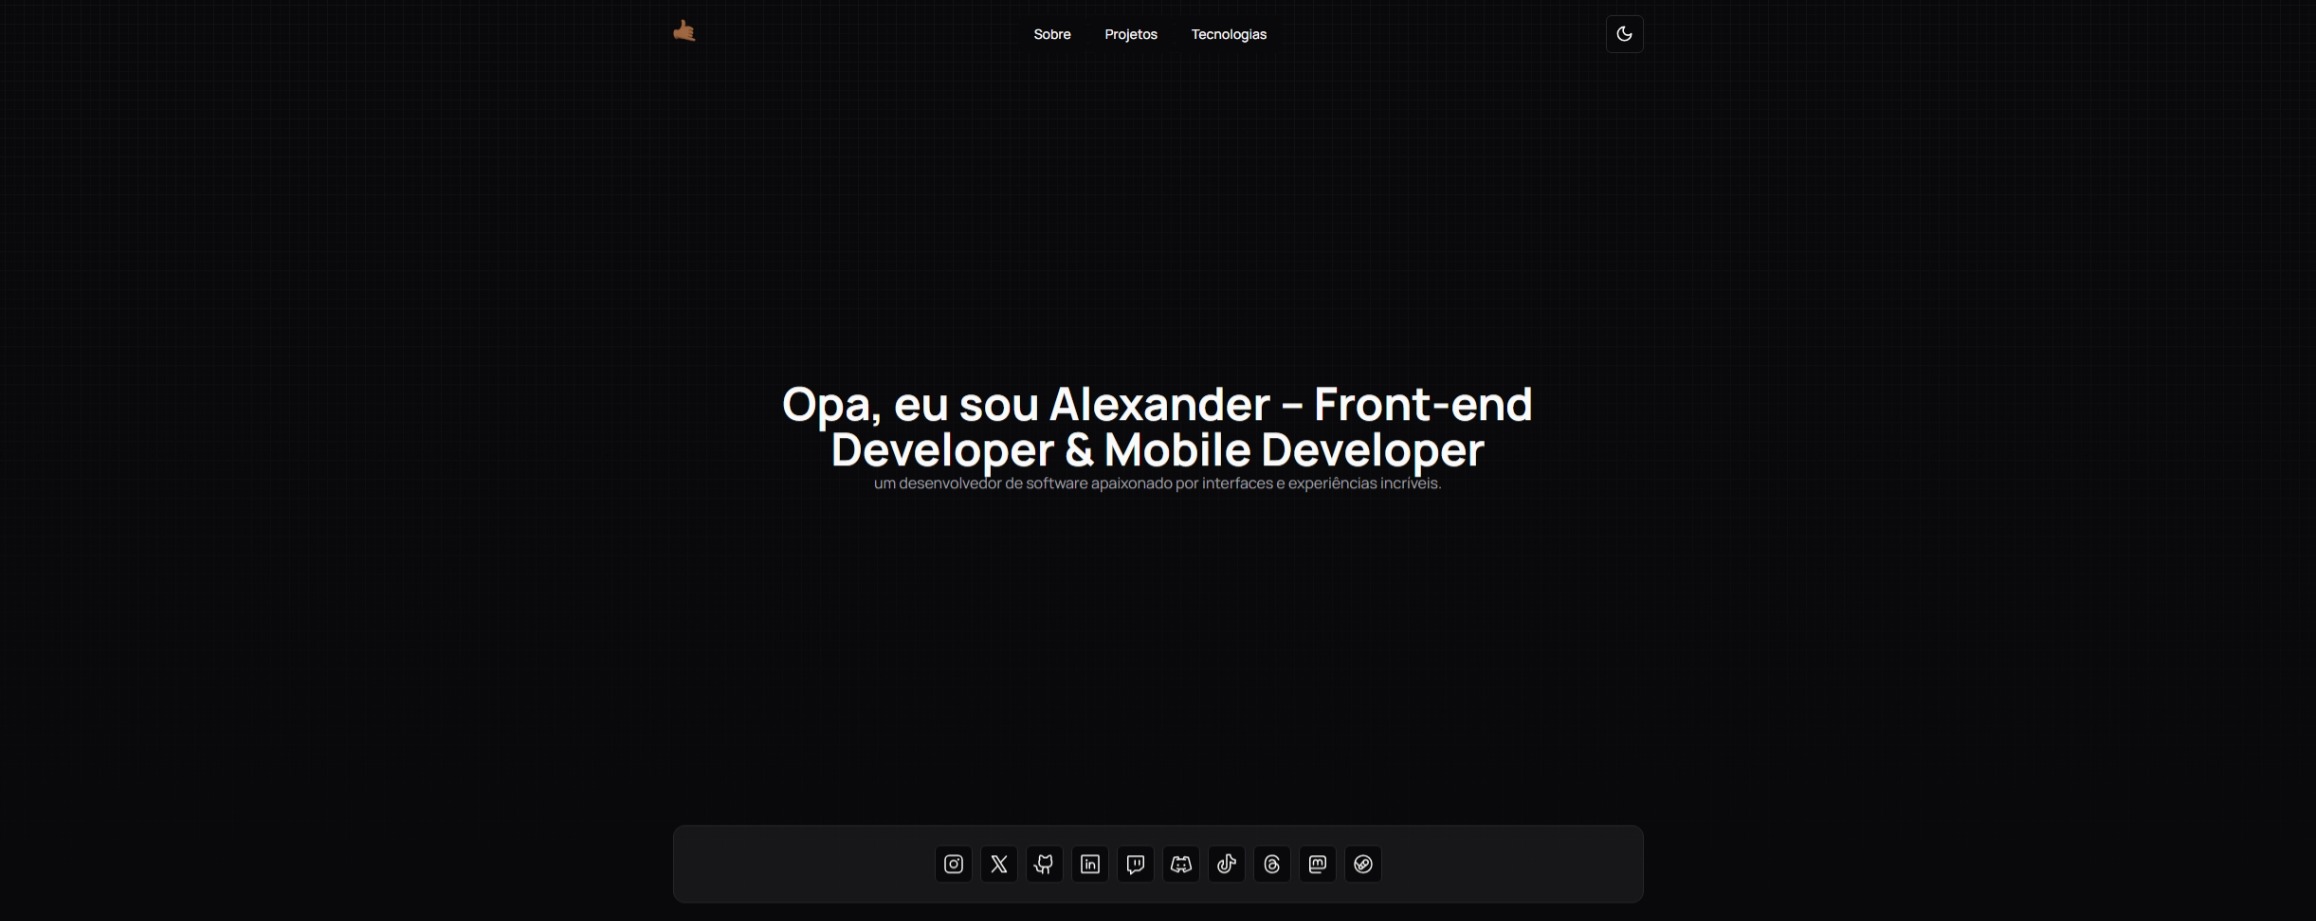 Sobre Projetos Tecnologias
Opa, eu sou Alexander – Front-end
Developer & Mobile Developer
um desenvolvedor de software apaixonado por interfaces e experiências incríveis.